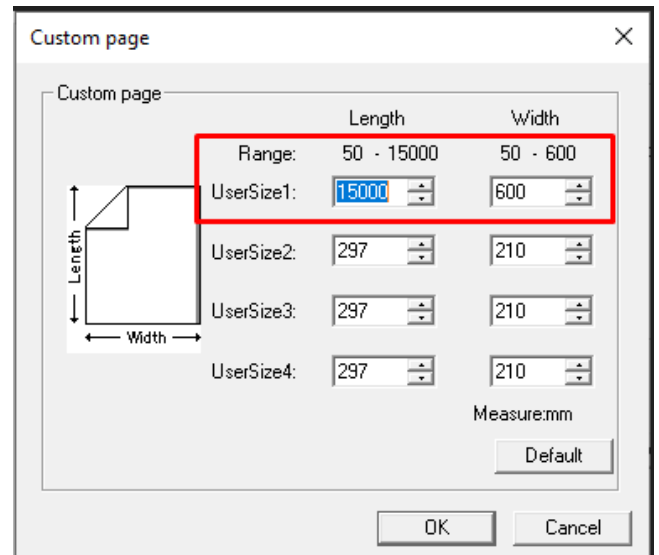 Custom page
Custom page
Length Width
Range: 50 - 15000 50 - 600
UserSize1: 15000 600
Length
UserSize2: 297 210
UserSize3: 297 210
Width
UserSize4: 297 210
Measure:mm
Default
OK Cancel